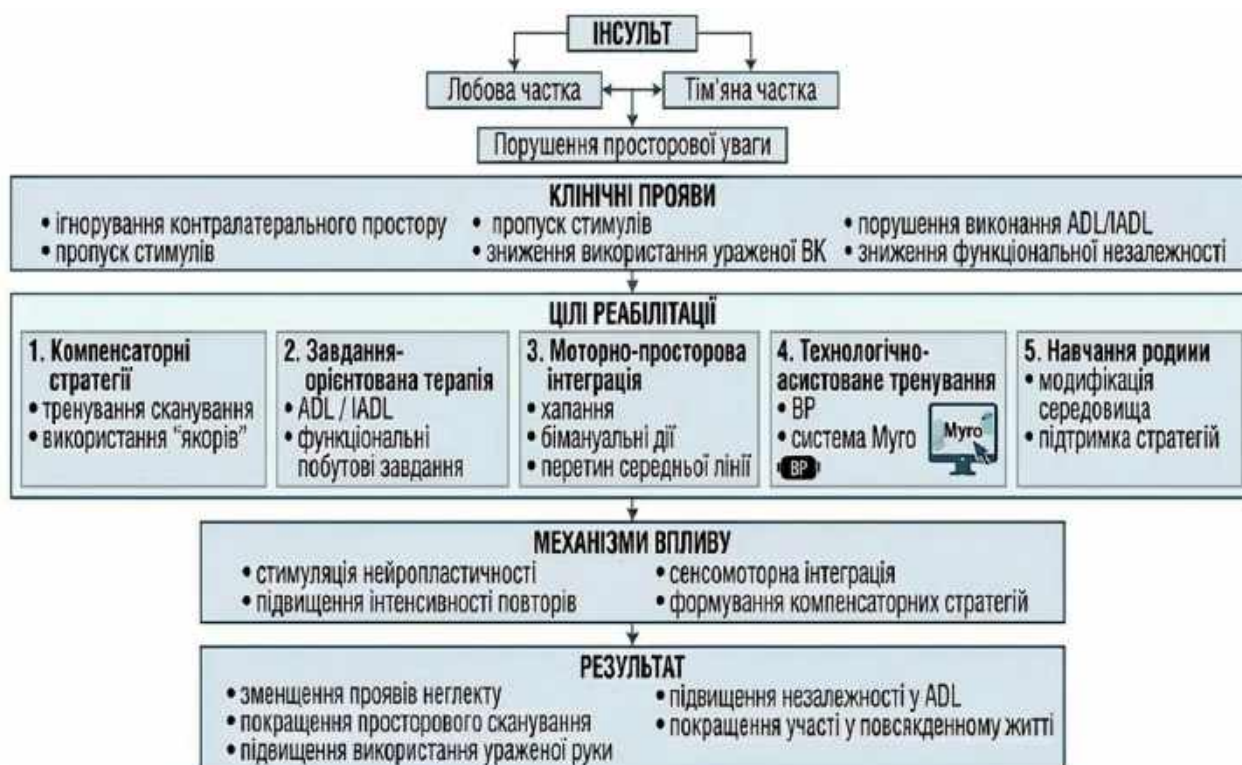 ІНСУЛЬТ
Лобова частка
Тім'яна частка
Порушення просторової уваги
КЛІНІЧНІ ПРОЯВИ
• ігнорування контралатерального простору
• пропуск стимулів
• пропуск стимулів
• зниження використання ураженої ВК
• порушення виконання ADL/IADL
• зниження функціональної незалежності
ЦІЛІ РЕАБІЛІТАЦІЇ
1. Компенсаторні
стратегії
• тренування сканування
• використання “якорів”
2. Завдання-
орієнтована терапія
• ADL / IADL
• функціональні
побутові завдання
3. Моторно-просторова
інтеграція
• хапання
• бімануальні дії
• перетин середньої лінії
4. Технологічно-
асистоване тренування
• ВР
• система Myro
ВР
Myro
5. Навчання родини
• модифікація
середовища
• підтримка стратегій
МЕХАНІЗМИ ВПЛИВУ
• стимуляція нейропластичності
• підвищення інтенсивності повторів
• сенсомоторна інтеграція
• формування компенсаторних стратегій
РЕЗУЛЬТАТ
• зменщення проявів неглекту
• покращення просторового сканування
• підвищення використання ураженої руки
• підвищення незалежності у ADL
• покращення участі у повсякденному житті